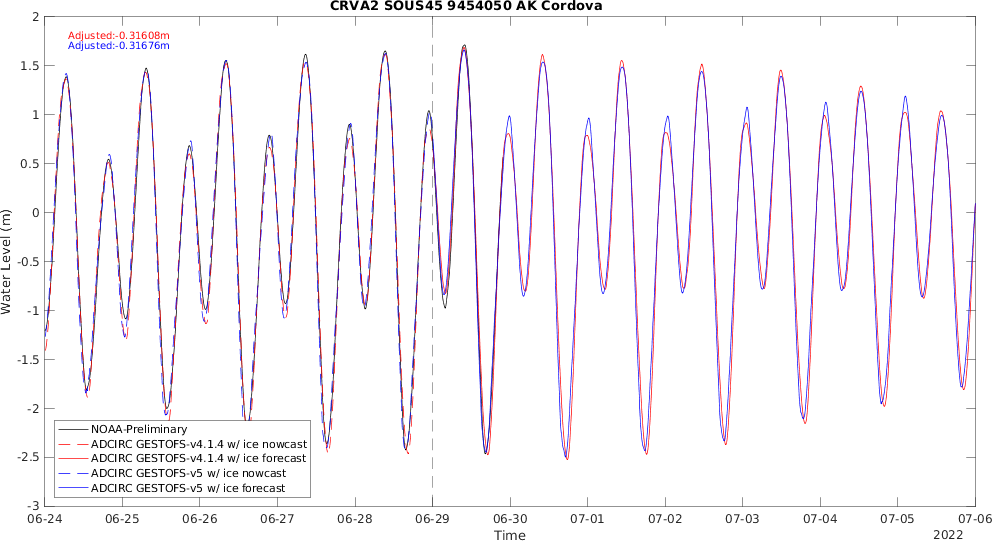 CRVA2 SOUS45 9454050 AK Cordova
Adjusted:-0.31608m
Adjusted:-0.31676m
2
1.5
1
0.5
0
-0.5
-1
-1.5
-2
-2.5
-3
Water Level (m)
NOAA-Preliminary
ADCIRC GESTOFS-v4.1.4 w/ ice nowcast
ADCIRC GESTOFS-v4.1.4 w/ ice forecast
ADCIRC GESTOFS-v5 w/ ice nowcast
ADCIRC GESTOFS-v5 w/ ice forecast
06-24 06-25 06-26 06-27 06-28 06-29 06-30 07-01 07-02 07-03 07-04 07-05 07-06
Time
2022